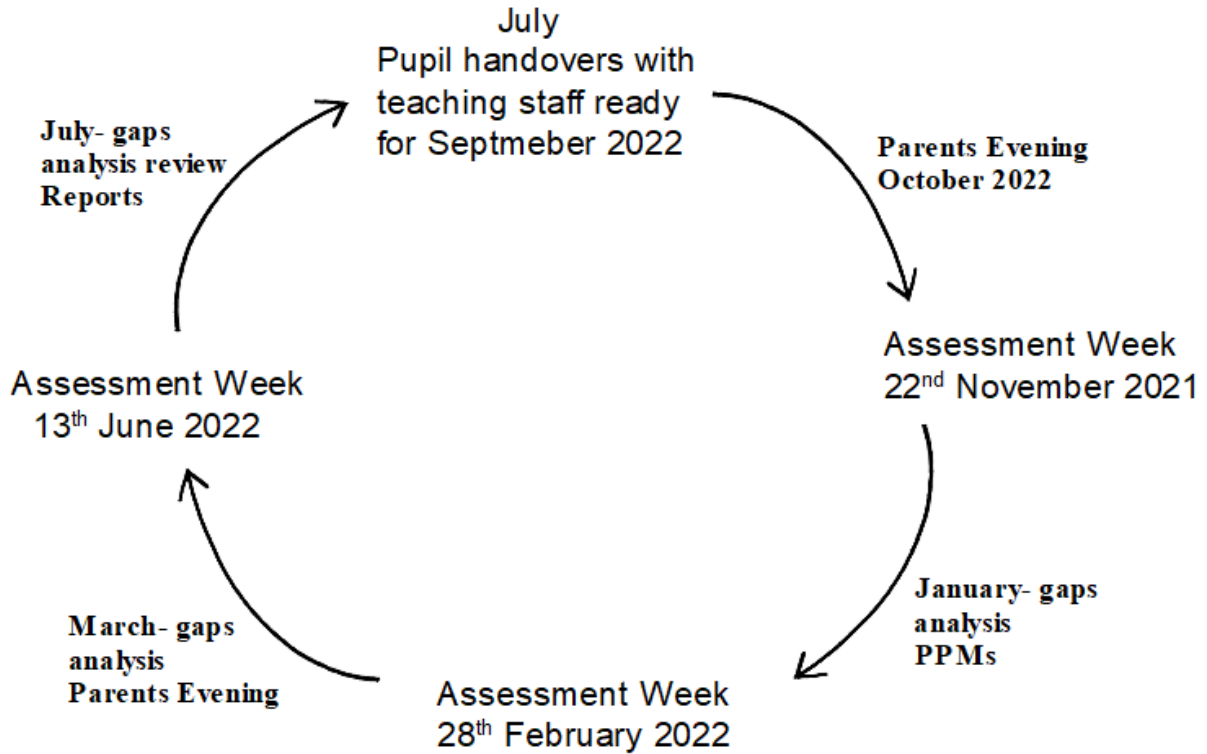 July
Pupil handovers with
teaching staff ready
for Septmeber 2022
Parents Evening
October 2022
Assessment Week
22nd November 2021
January- gaps
analysis
PPMs
Assessment Week
28th February 2022
March- gaps
analysis
Parents Evening
Assessment Week
13th June 2022
July- gaps
analysis review
Reports